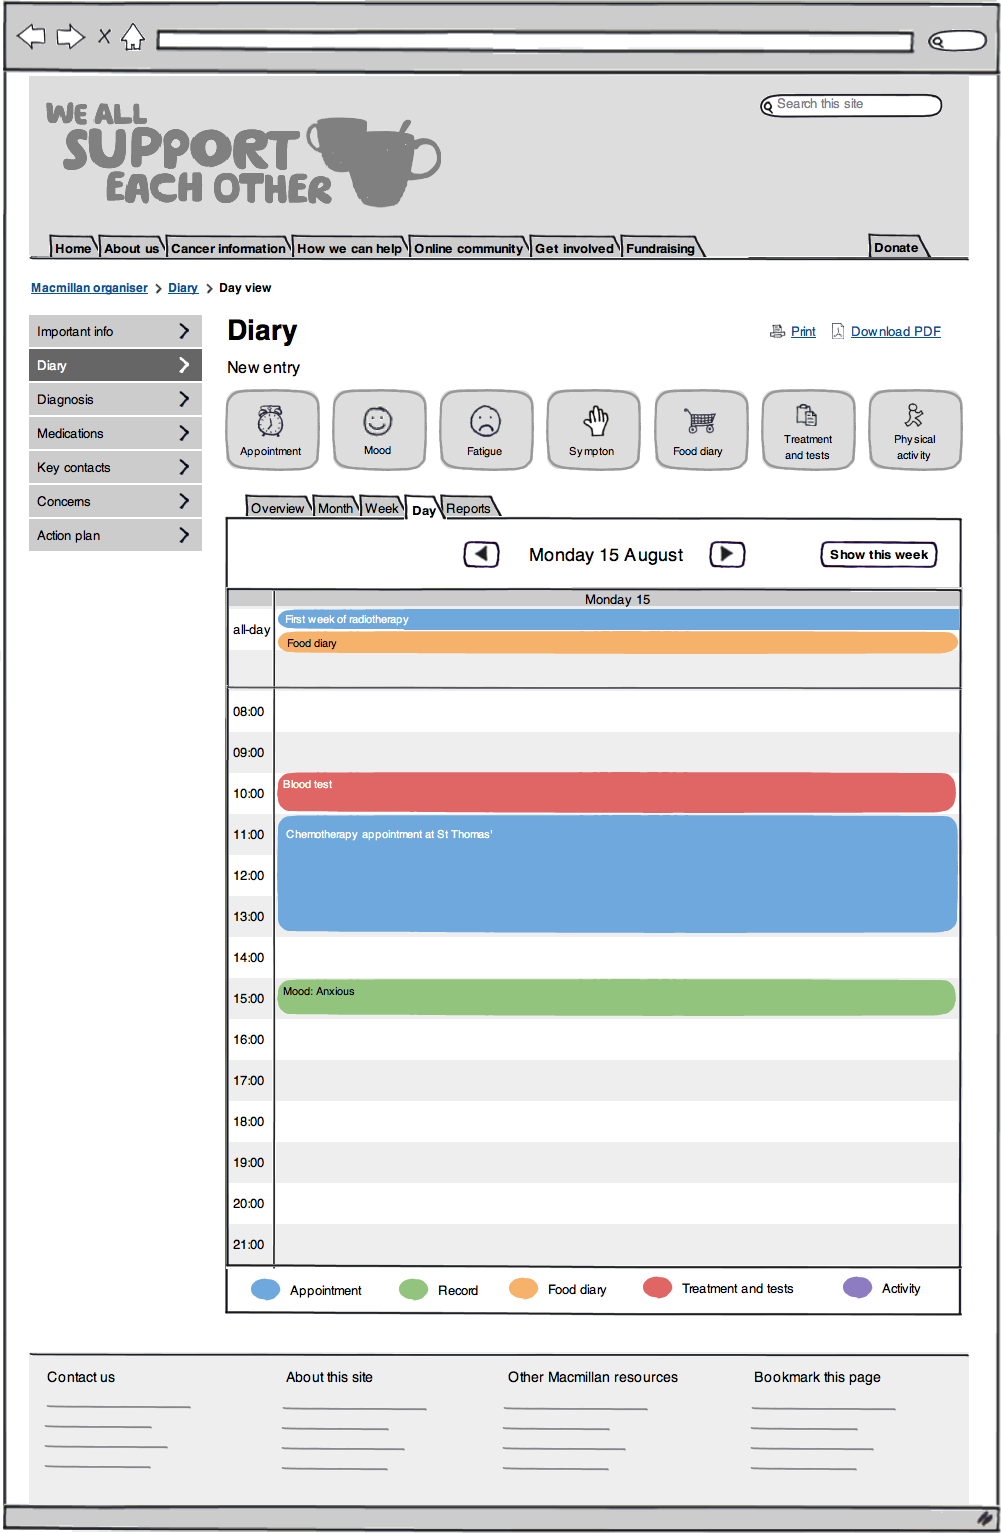 WE ALL
SUPPORT
EACH OTHER
Search this site
Home
About us
Cancer information
How we can help
Online community
Get involved
Fundraising
Donate
Macmillan organiser > Diary > Day view
Important info
Diary
Diagnosis
Medications
Key contacts
Concerns
Action plan
Diary
Print
Download PDF
New entry
Appointment
Mood
Fatigue
Sympton
Food diary
Treatment
and tests
Physical
activity
Overview
Month
Week
Day
Reports
Monday 15 August
Show this week
Monday 15
all-day
First week of radiotherapy
Food diary
08:00
09:00
10:00
Blood test
11:00
Chemotherapy appointment at St Thomas'
12:00
13:00
14:00
15:00
Mood: Anxious
16:00
17:00
18:00
19:00
20:00
21:00
Appointment
Record
Food diary
Treatment and tests
Activity
Contact us
About this site
Other Macmillan resources
Bookmark this page